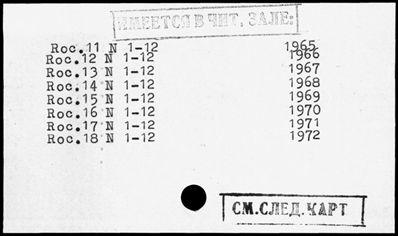 ИМЕЕТСЯ В ЧИТ. ЗАЛЕ:
Roc.11 N 1-12 1965
Roc.12 N 1-12 1966
Roc.13 N 1-12 1967
Roc.14 N 1-12 1968
Roc.15 N 1-12 1969
Roc.16 N 1-12 1970
Roc.17 N 1-12 1971
Roc.18 N 1-12 1972
СМ.СЛЕД.КАРТ